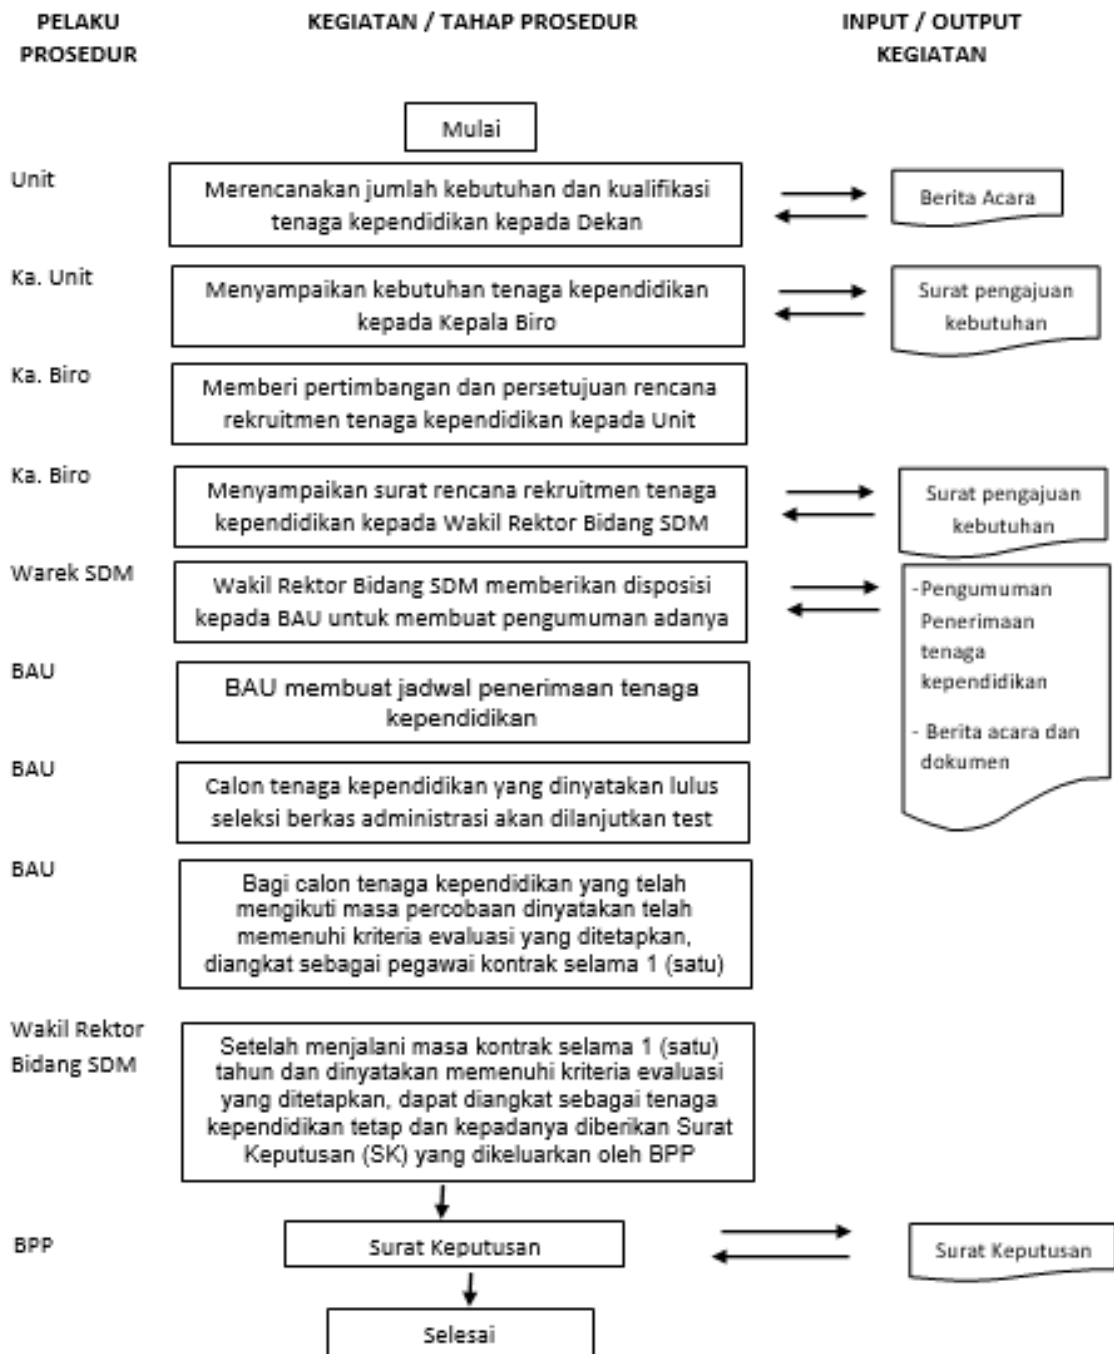 PELAKU
PROSEDUR
KEGIATAN / TAHAP PROSEDUR
INPUT / OUTPUT
KEGIATAN
Mulai
Unit
Merencanakan jumlah kebutuhan dan kualifikasi
tenaga kependidikan kepada Dekan
Berita Acara
Ka. Unit
Menyampaikan kebutuhan tenaga kependidikan
kepada Kepala Biro
Surat pengajuan
kebutuhan
Ka. Biro
Memberi pertimbangan dan persetujuan rencana
rekruitmen tenaga kependidikan kepada Unit
Ka. Biro
Menyampaikan surat rencana rekruitmen tenaga
kependidikan kepada Wakil Rektor Bidang SDM
Surat pengajuan
kebutuhan
Warek SDM
Wakil Rektor Bidang SDM memberikan disposisi
kepada BAU untuk membuat pengumuman adanya
-Pengumuman
Penerimaan
tenaga
kependidikan
- Berita acara dan
dokumen
BAU
BAU membuat jadwal penerimaan tenaga
kependidikan
BAU
Calon tenaga kependidikan yang dinyatakan lulus
seleksi berkas administrasi akan dilanjutkan test
BAU
Bagi calon tenaga kependidikan yang telah
mengikuti masa percobaan dinyatakan telah
memenuhi kriteria evaluasi yang ditetapkan,
diangkat sebagai pegawai kontrak selama 1 (satu)
Wakil Rektor
Bidang SDM
Setelah menjalani masa kontrak selama 1 (satu)
tahun dan dinyatakan memenuhi kriteria evaluasi
yang ditetapkan, dapat diangkat sebagai tenaga
kependidikan tetap dan kepadanya diberikan Surat
Keputusan (SK) yang dikeluarkan oleh BPP
BPP
Surat Keputusan
Surat Keputusan
Selesai